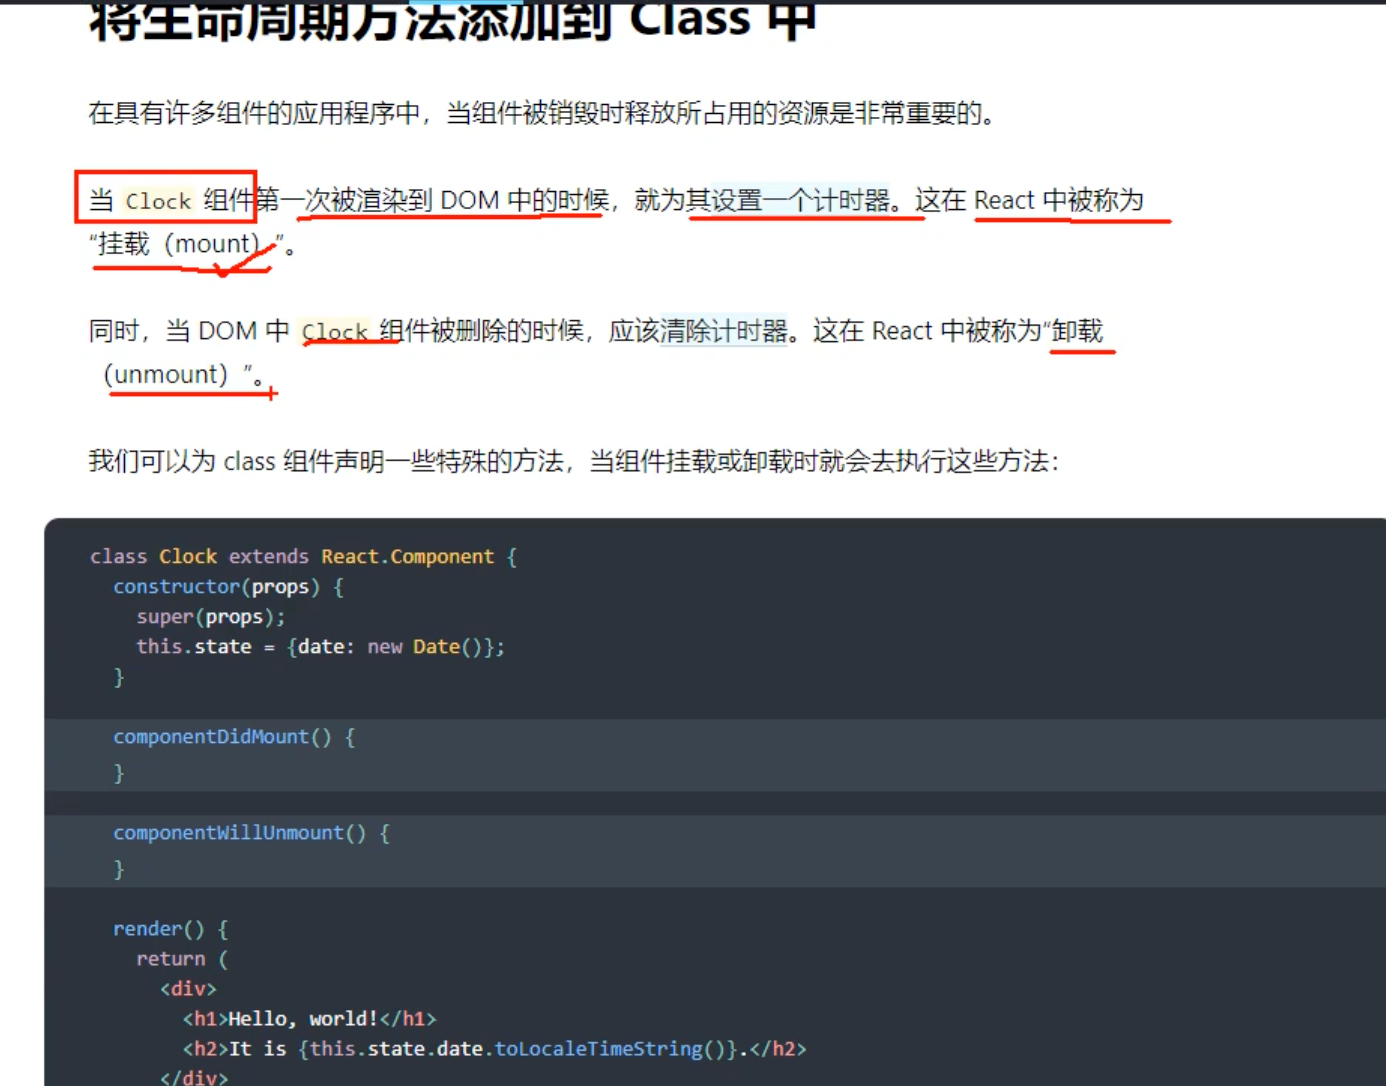 将生命周期方法添加到 Class 中
在具有许多组件的应用程序中，当组件被销毁时释放所占用的资源是非常重要的。
当 Clock 组件第一次被渲染到 DOM 中的时候，就为其设置一个计时器。这在 React 中被称为
“挂载（mount）”。
同时，当 DOM 中 Clock 组件被删除的时候，应该清除计时器。这在 React 中被称为“卸载
（unmount）”。
我们可以为 class 组件声明一些特殊的方法，当组件挂载或卸载时就会去执行这些方法：
class Clock extends React.Component {
  constructor(props) {
    super(props);
    this.state = {date: new Date()};
  }
  componentDidMount() {
  }
  componentWillUnmount() {
  }
  render() {
    return (
      <div>
        <h1>Hello, world!</h1>
        <h2>It is {this.state.date.toLocaleTimeString()}.</h2>
      </div>